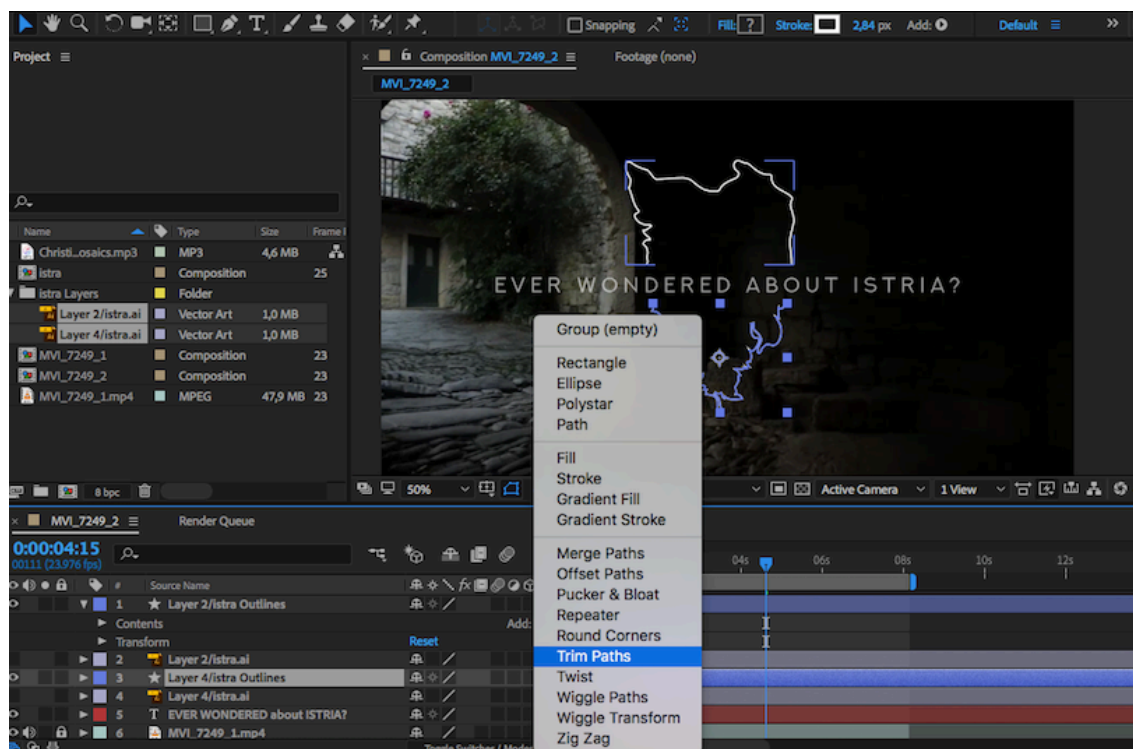 Snapping
Fill: ?
Stroke:
2,84 px
Add:
Default
»
Project
× Composition MVI_7249_2
Footage (none)
MVI_7249_2
Name
Type
Size
Frame
Christi...osaics.mp3 MP3 4,6 MB
istra Composition 25
istra Layers Folder
Layer 2/istra.ai Vector Art 1,0 MB
Layer 4/istra.ai Vector Art 1,0 MB
MVI_7249_1 Composition 23
MVI_7249_2 Composition 23
MVI_7249_1.mp4 MPEG 47,9 MB 23
8 bpc
EVER WONDERED ABOUT ISTRIA?
50%
Active Camera
1 View
Group (empty)
Rectangle
Ellipse
Polystar
Path
Fill
Stroke
Gradient Fill
Gradient Stroke
Merge Paths
Offset Paths
Pucker & Bloat
Repeater
Round Corners
Trim Paths
Twist
Wiggle Paths
Wiggle Transform
Zig Zag
× MVI_7249_2
Render Queue
0:00:04:15
00111 (23.976 fps)
04s 06s 08s 10s 12s
# Source Name
1 Layer 2/istra Outlines
Contents
Add:
Transform
Reset
2 Layer 2/istra.ai
3 Layer 4/istra Outlines
4 Layer 4/istra.ai
5 T EVER WONDERED about ISTRIA?
6 MVI_7249_1.mp4
Toggle Switches / Modes